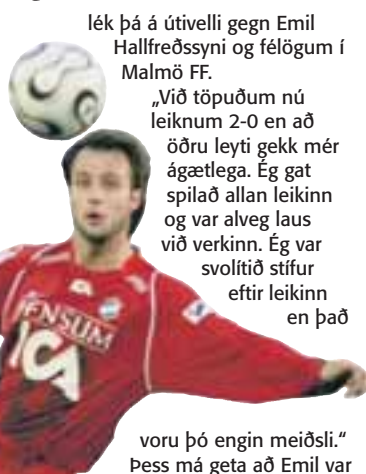 lék þá á útivelli gegn Emil
Hallfreðssyni og félögum í
Malmö FF.
„Við töpuðum nú
leiknum 2-0 en að
öðru leyti gekk mér
ágætlega. Ég gat
spilað allan leikinn
og var alveg laus
við verkinn. Ég var
svolítið stífur
eftir leikinn
en það
ENSUM
ICA
voru þó engin meiðsli.“
Þess má geta að Emil var